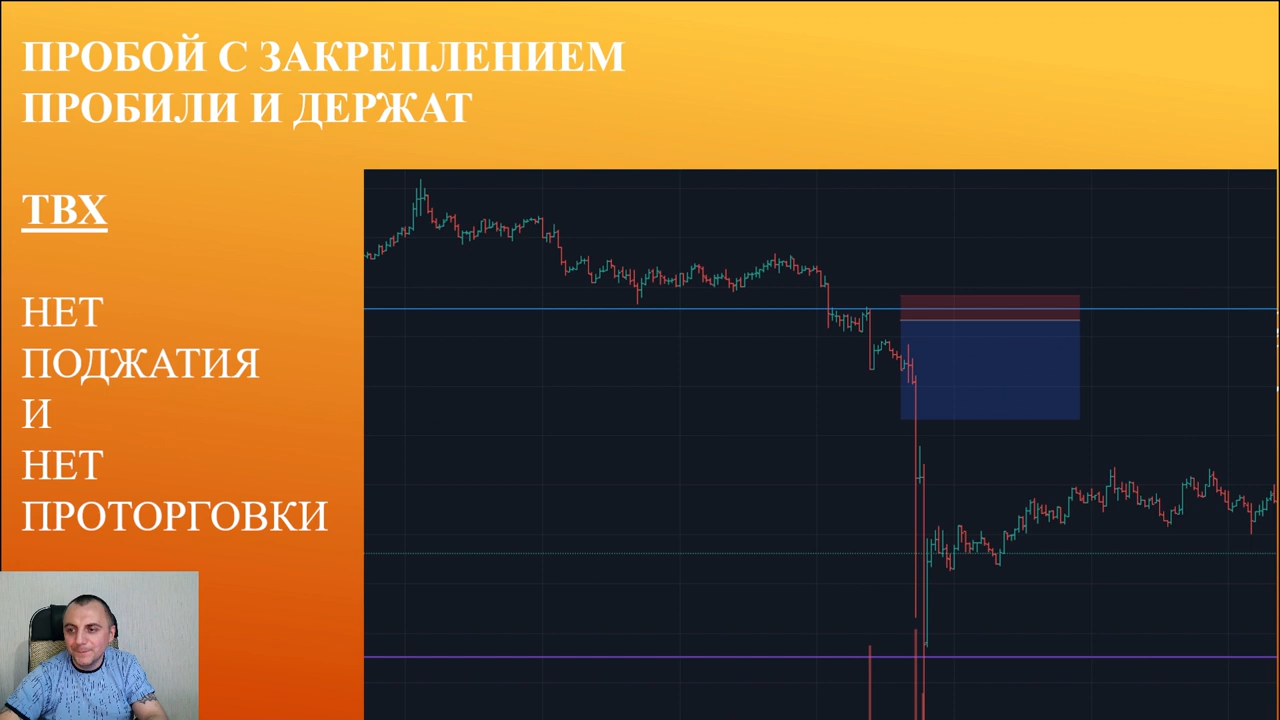 ПРОБОЙ С ЗАКРЕПЛЕНИЕМ
ПРОБИЛИ И ДЕРЖАТ
ТВХ
НЕТ
ПОДЖАТИЯ
И
НЕТ
ПРОТОРГОВКИ